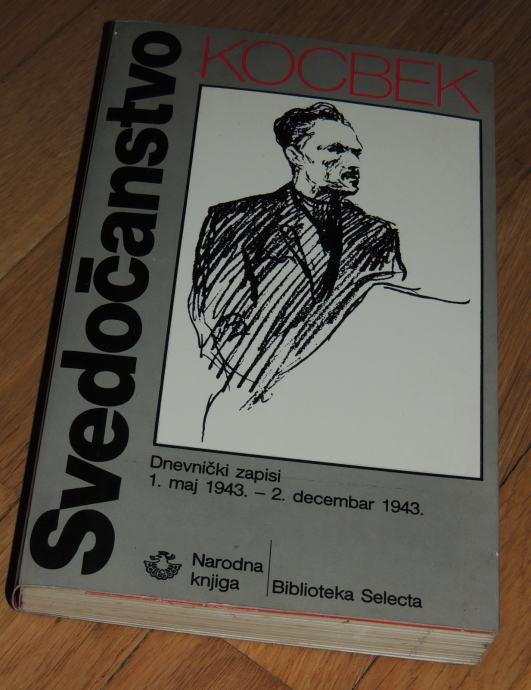 KOCBEK
Svedočanstvo
Dnevnički zapisi
1. maj 1943. – 2. decembar 1943.
Narodna
knjiga
Biblioteka Selecta